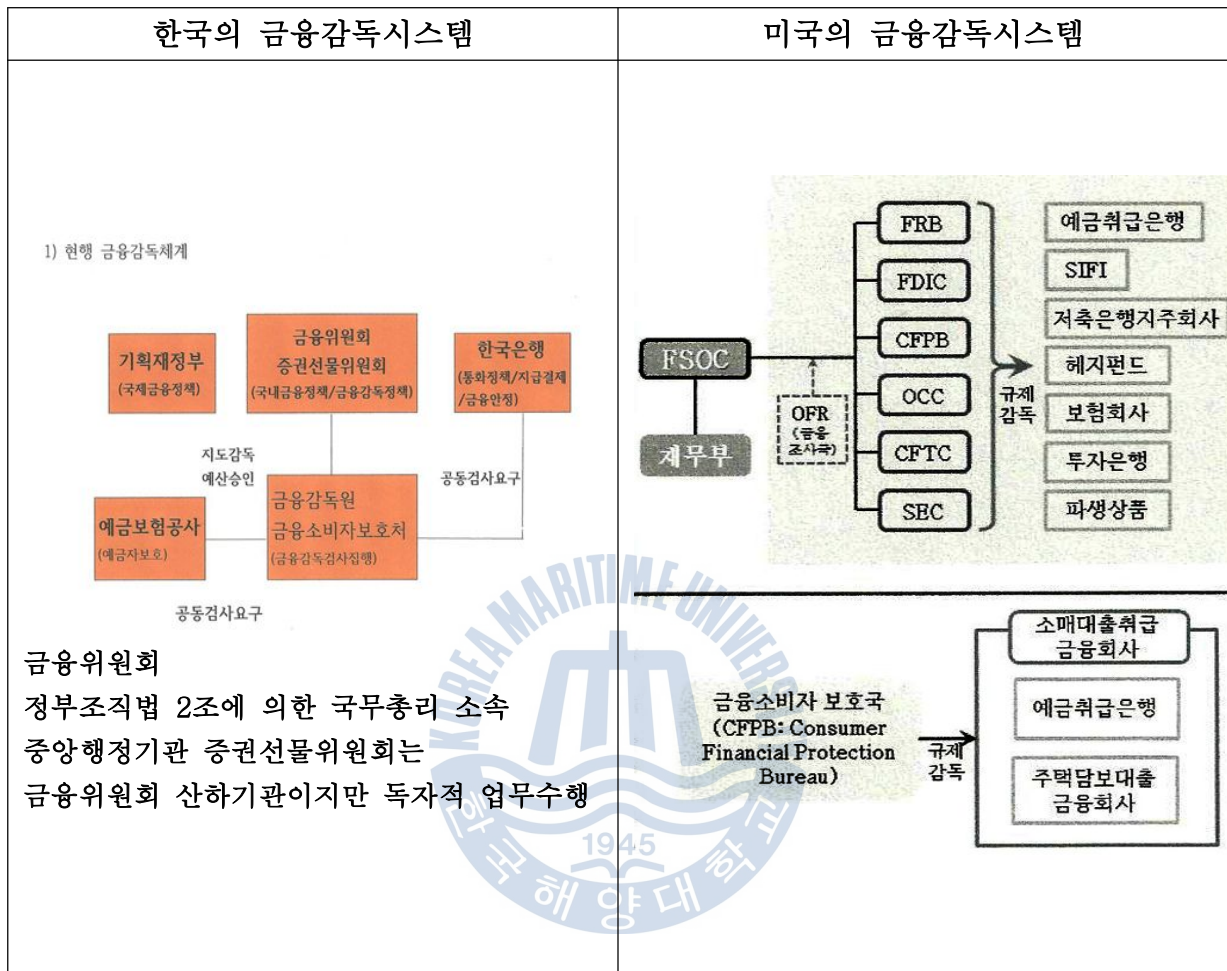 한국의 금융감독시스템
미국의 금융감독시스템
1) 현행 금융감독체계
기획재정부
(국제금융정책)
금융위원회
증권선물위원회
(국내금융정책/금융감독정책)
한국은행
(통화정책/지급결제
/금융안정)
지도감독
예산승인
공동검사요구
예금보험공사
(예금자보호)
금융감독원
금융소비자보호처
(금융감독검사집행)
공동검사요구
금융위원회
정부조직법 2조에 의한 국무총리 소속
중앙행정기관 증권선물위원회는
금융위원회 산하기관이지만 독자적 업무수행
FSOC
재무부
OFR
(금융
조사국)
FRB
FDIC
CFPB
OCC
CFTC
SEC
규제
감독
예금취급은행
SIFI
저축은행지주회사
헤지펀드
보험회사
투자은행
파생상품
금융소비자 보호국
(CFPB: Consumer
Financial Protection
Bureau)
규제
감독
소매대출취급
금융회사
예금취급은행
주택담보대출
금융회사
KOREA MARITIME UNIVERSITY
1945
한국해양대학교